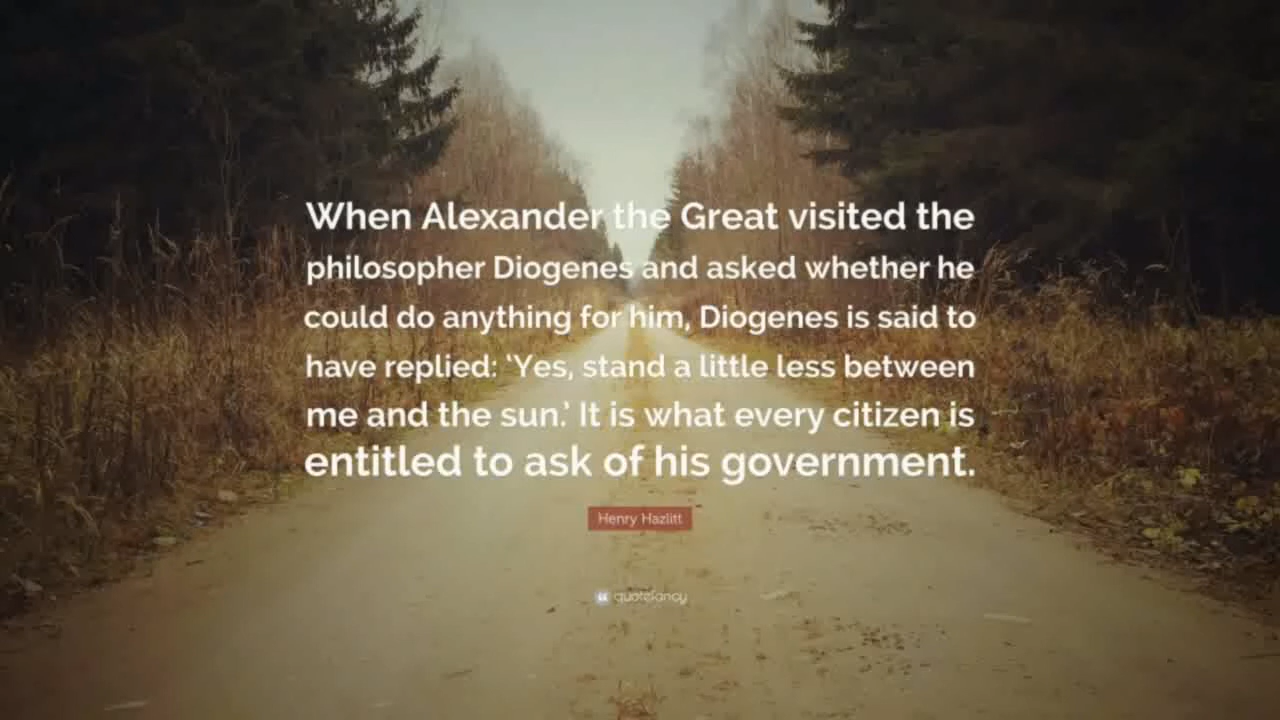 When Alexander the Great visited the
philosopher Diogenes and asked whether he
could do anything for him, Diogenes is said to
have replied: ‘Yes, stand a little less between
me and the sun.’ It is what every citizen is
entitled to ask of his government.
Henry Hazlitt
quotefancy